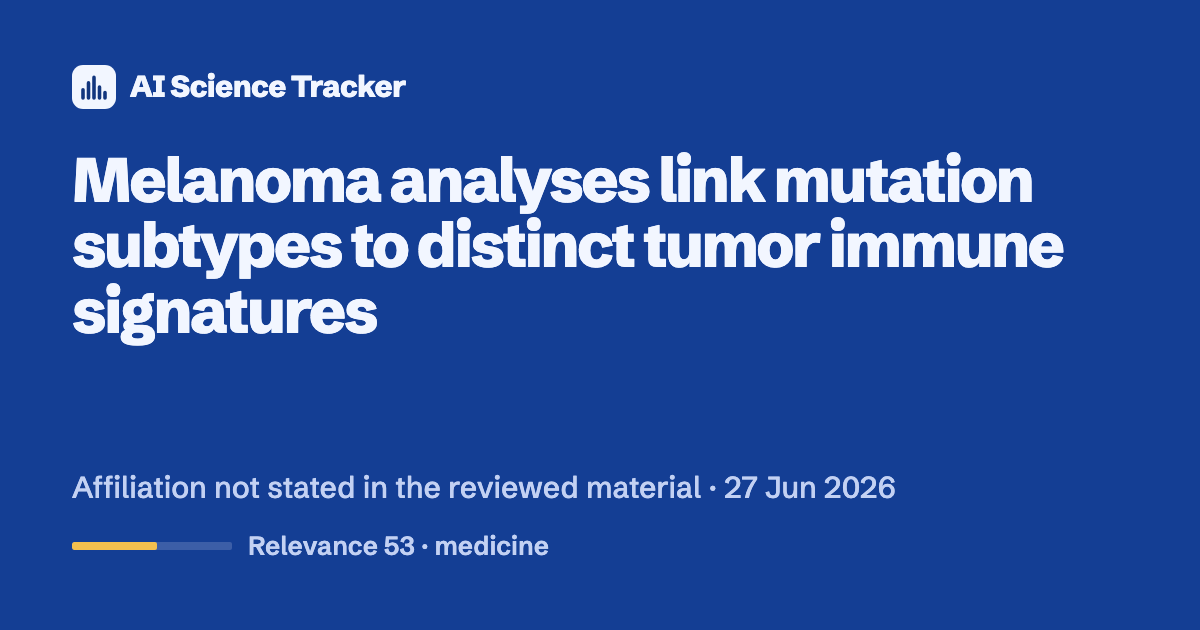 AI Science Tracker
Melanoma analyses link mutation
subtypes to distinct tumor immune
signatures
Affiliation not stated in the reviewed material · 27 Jun 2026
Relevance 53 · medicine